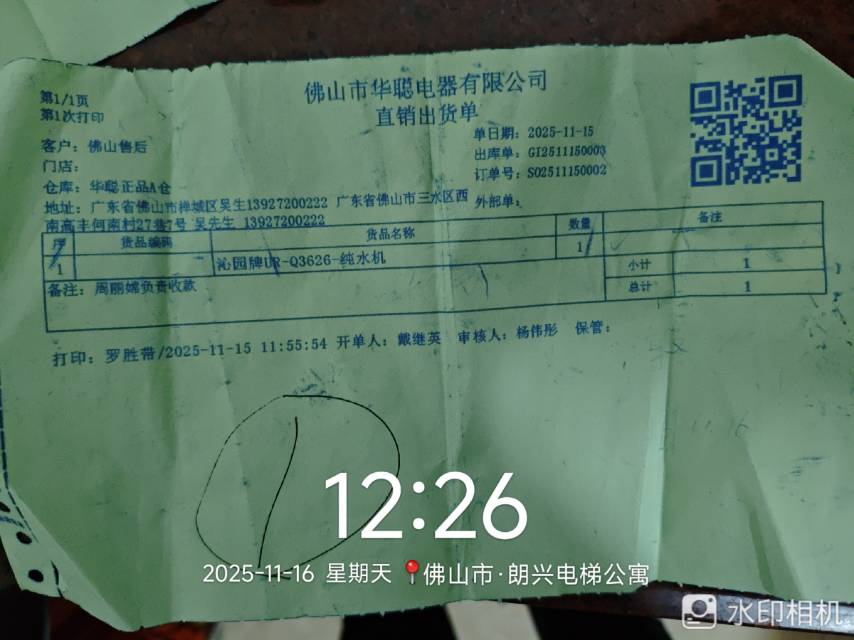 佛山市华聪电器有限公司
直销出货单
第1/1页
第1次打印
单日期：2025-11-15
客户：佛山售后
出库单：GI2511150003
门店：
订单号：SO2511150002
仓库：华聪正品A仓
外部单：
地址：广东省佛山市禅城区吴生13927200222 广东省佛山市三水区西
南高丰何南村27巷7号 吴先生 13927200222
序 货品编码 货品名称 数量 备注
1 沁园牌UR-Q3626-纯水机 1
小计 1
总计 1
备注：周丽嫦负责收款
打印：罗胜带/2025-11-15 11:55:54 开单人：戴继英 审核人：杨伟彤 保管：
12:26
2025-11-16 星期天 佛山市·朗兴电梯公寓
水印相机